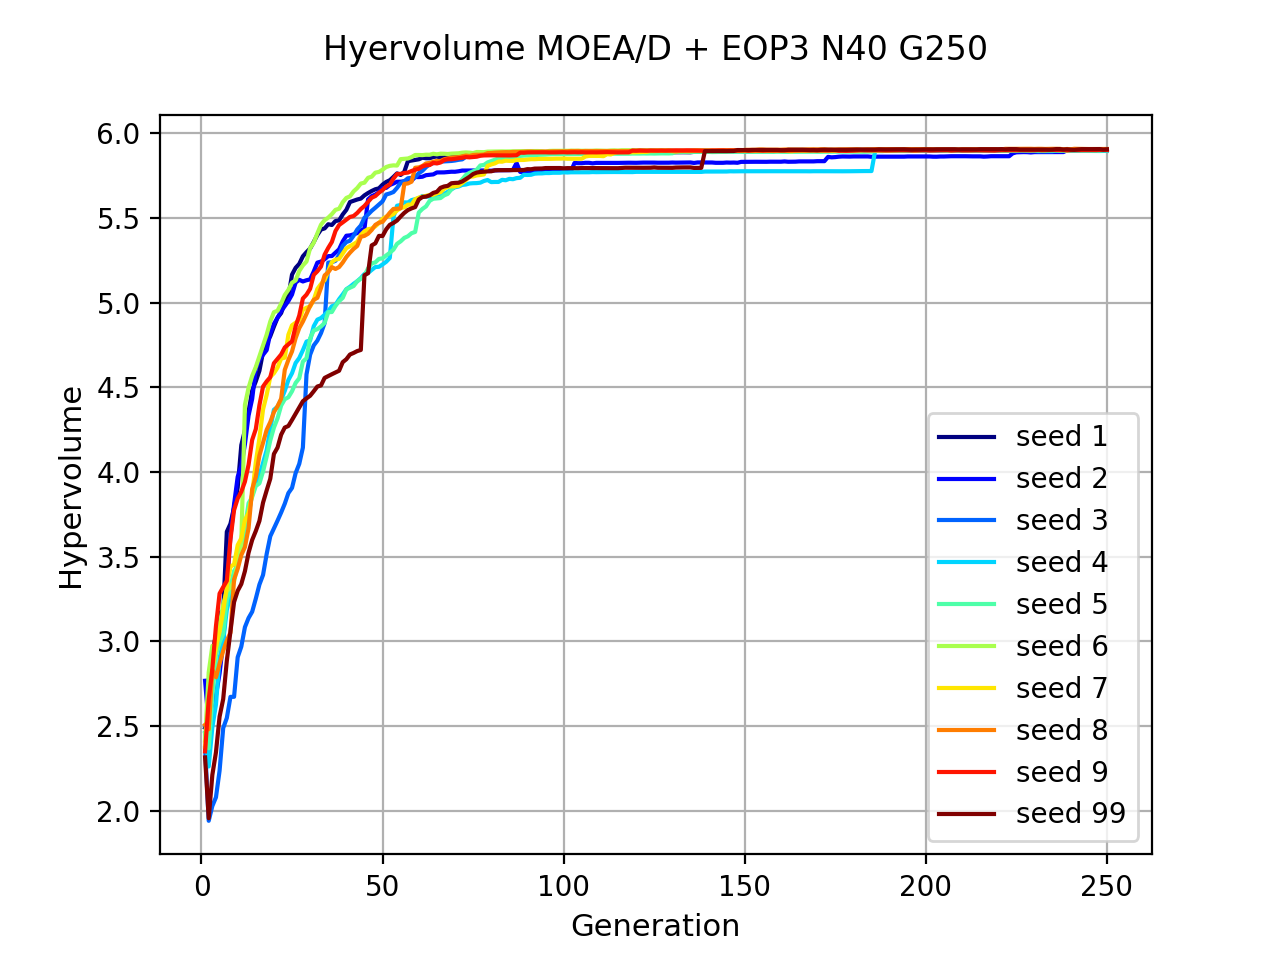 Hyervolume MOEA/D + EOP3 N40 G250
6.0
5.5
5.0
4.5
4.0
3.5
3.0
2.5
2.0
Hypervolume
seed 1
seed 2
seed 3
seed 4
seed 5
seed 6
seed 7
seed 8
seed 9
seed 99
0 50 100 150 200 250
Generation